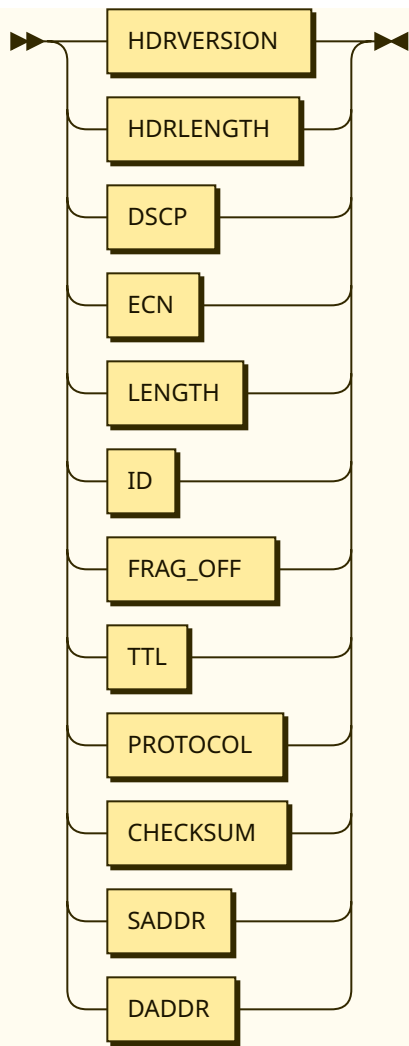 HDRVERSION
HDRLENGTH
DSCP
ECN
LENGTH
ID
FRAG_OFF
TTL
PROTOCOL
CHECKSUM
SADDR
DADDR